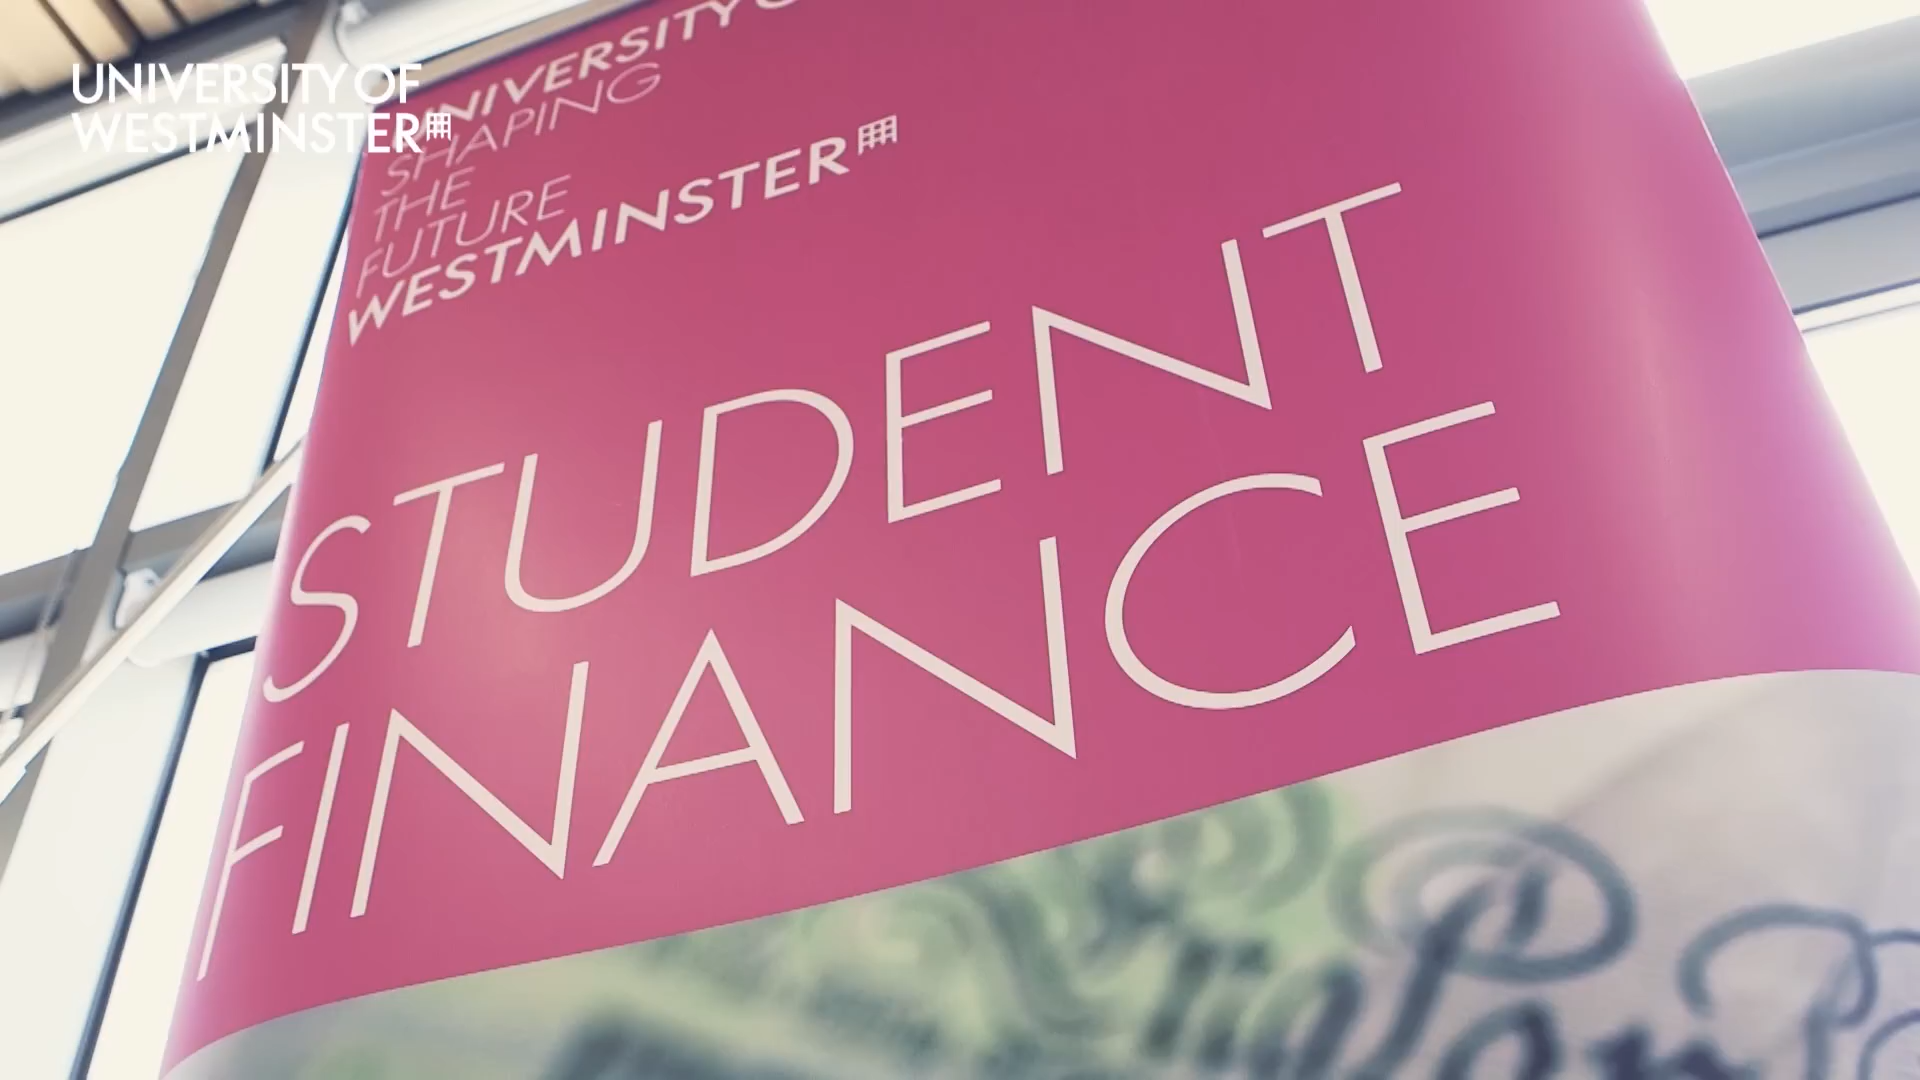 UNIVERSITY OF
WESTMINSTER
UNIVERSITY
SHAPING
THE
FUTURE
WESTMINSTER
STUDENT
FINANCE